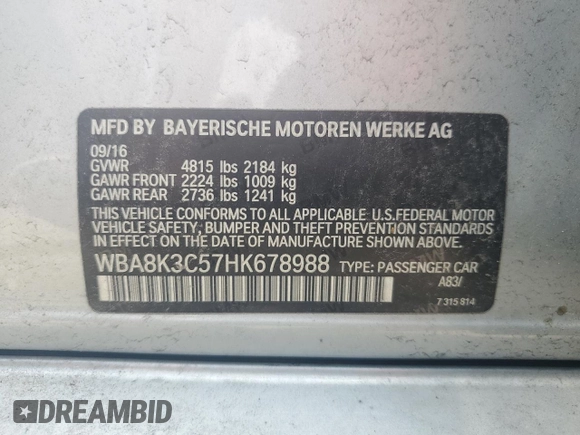 MFD BY BAYERISCHE MOTOREN WERKE AG
09/16
GVWR 4815 lbs 2184 kg
GAWR FRONT 2224 lbs 1009 kg
GAWR REAR 2736 lbs 1241 kg
THIS VEHICLE CONFORMS TO ALL APPLICABLE U.S.FEDERAL MOTOR
VEHICLE SAFETY, BUMPER AND THEFT PREVENTION STANDARDS
IN EFFECT ON THE DATE OF MANUFACTURE
SHOWN ABOVE.
WBA8K3C57HK678988 TYPE: PASSENGER CAR
A83/
7 315 814
DREAMBID